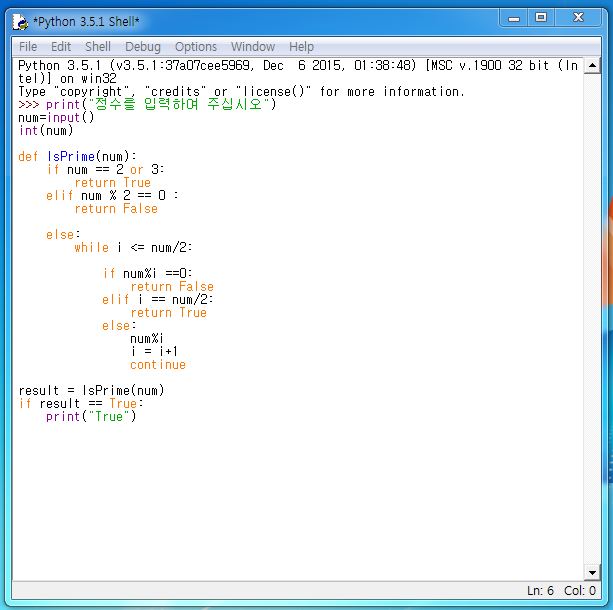 *Python 3.5.1 Shell*
File Edit Shell Debug Options Window Help
Python 3.5.1 (v3.5.1:37a07cee5969, Dec  6 2015, 01:38:48) [MSC v.1900 32 bit (In
tel)] on win32
Type "copyright", "credits" or "license()" for more information.
>>> print("정수를 입력하여 주십시오")
num=input()
int(num)
def IsPrime(num):
    if num == 2 or 3:
        return True
    elif num % 2 == 0 :
        return False
    else:
        while i <= num/2:
            if num%i ==0:
                return False
            elif i == num/2:
                return True
            else:
                num%i
                i = i+1
                continue
result = IsPrime(num)
if result == True:
    print("True")
Ln: 6 Col: 0